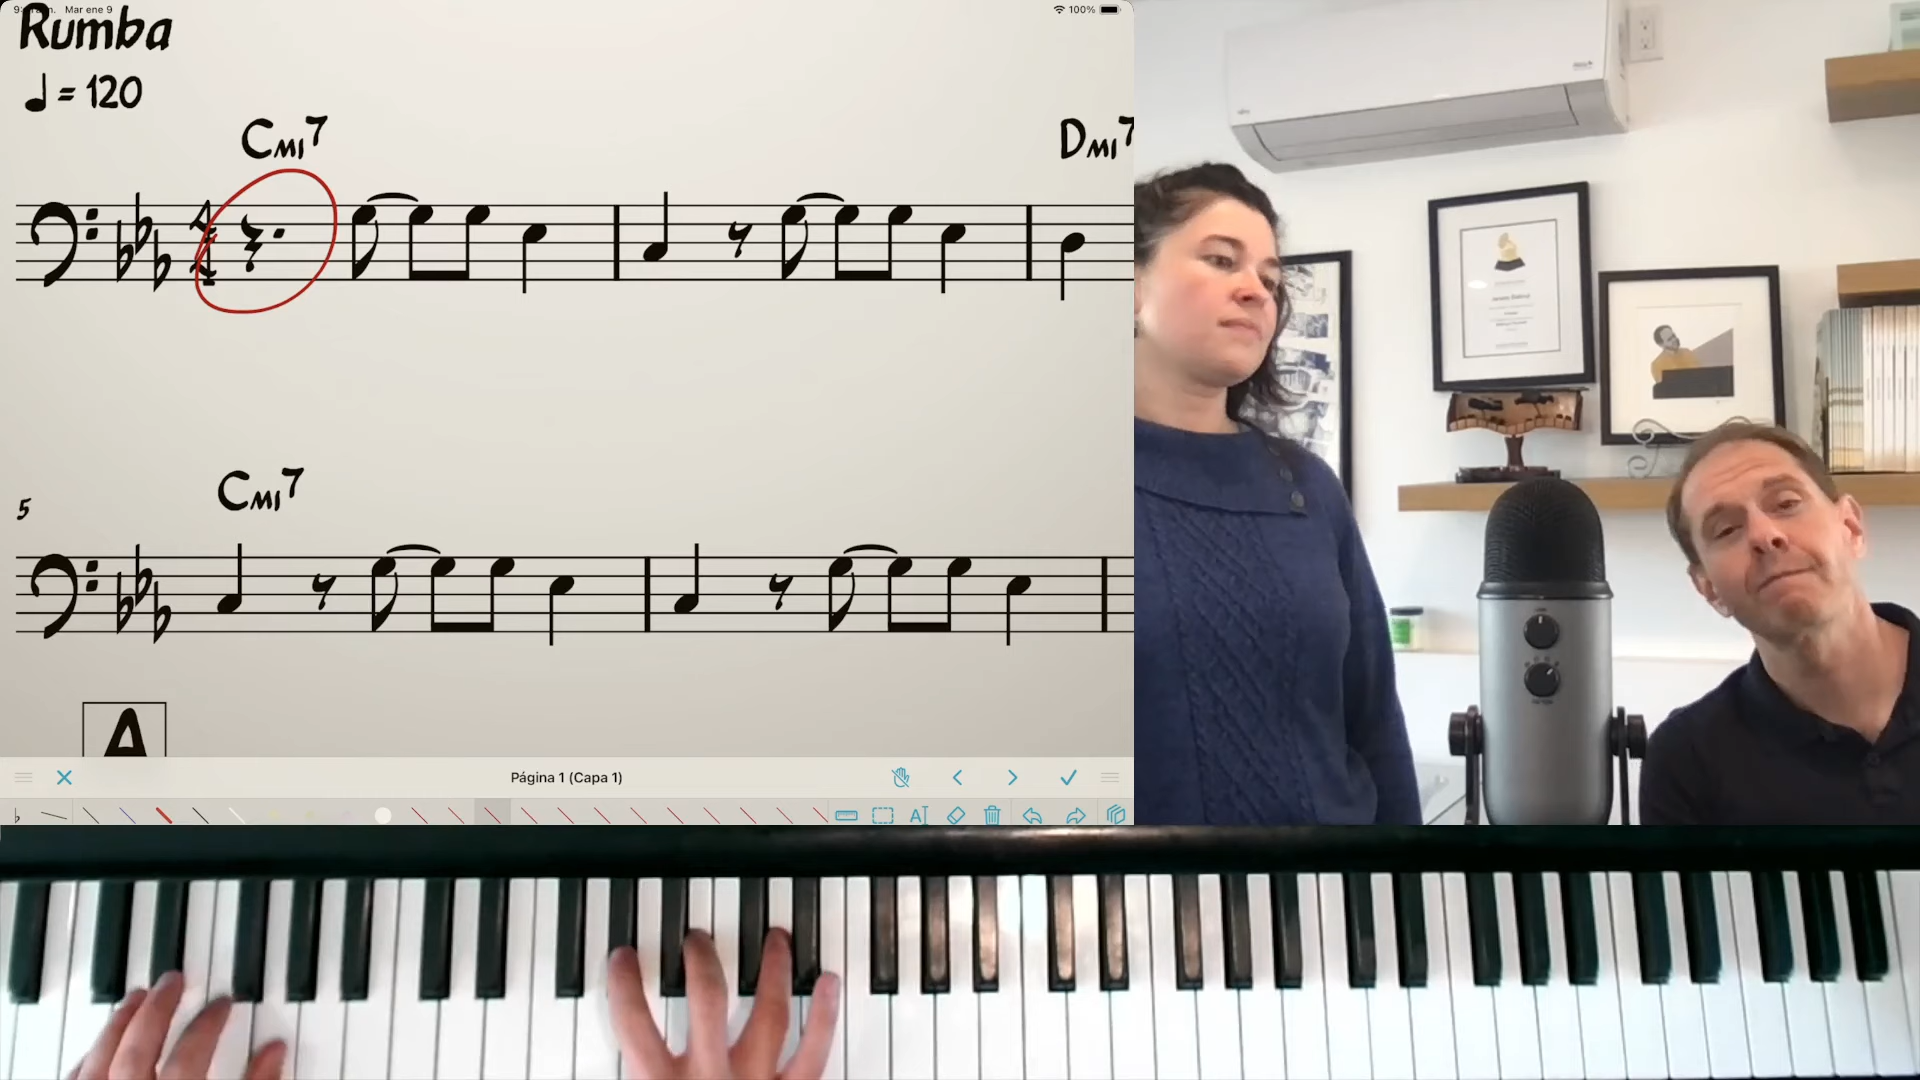 Mar ene 9
100%
Rumba
= 120
Cmi7
Dmi7
5
Cmi7
A
Página 1 (Capa 1)